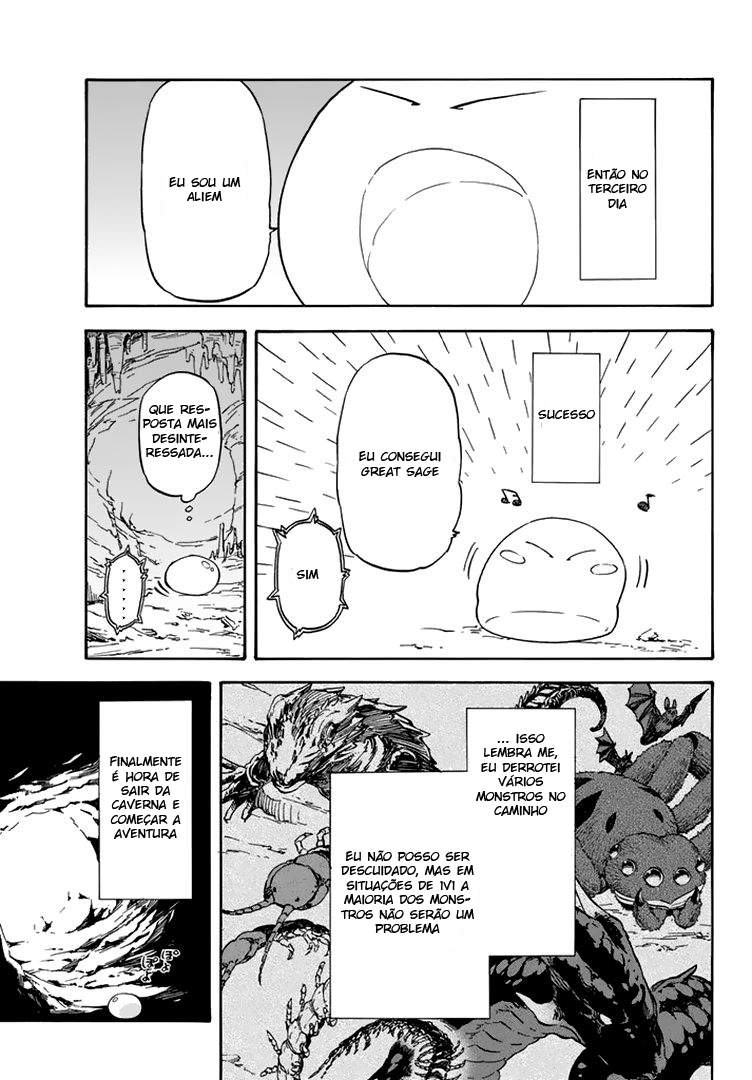 ENTÃO NO
TERCEIRO
DIA
EU SOU UM
ALIEM
SUCESSO
EU CONSEGUI
GREAT SAGE
SIM
QUE RES-
POSTA MAIS
DESINTE-
RESSADA...
......
... ISSO
LEMBRA ME,
EU DERROTEI
VÁRIOS
MONSTROS NO
CAMINHO
EU NÃO POSSO SER
DESCUIDADO, MAS EM
SITUAÇÕES DE 1V1 A
MAIORIA DOS MONS-
TROS NÃO SERÃO UM
PROBLEMA
FINALMENTE
É HORA DE
SAIR DA
CAVERNA E
COMEÇAR A
AVENTURA